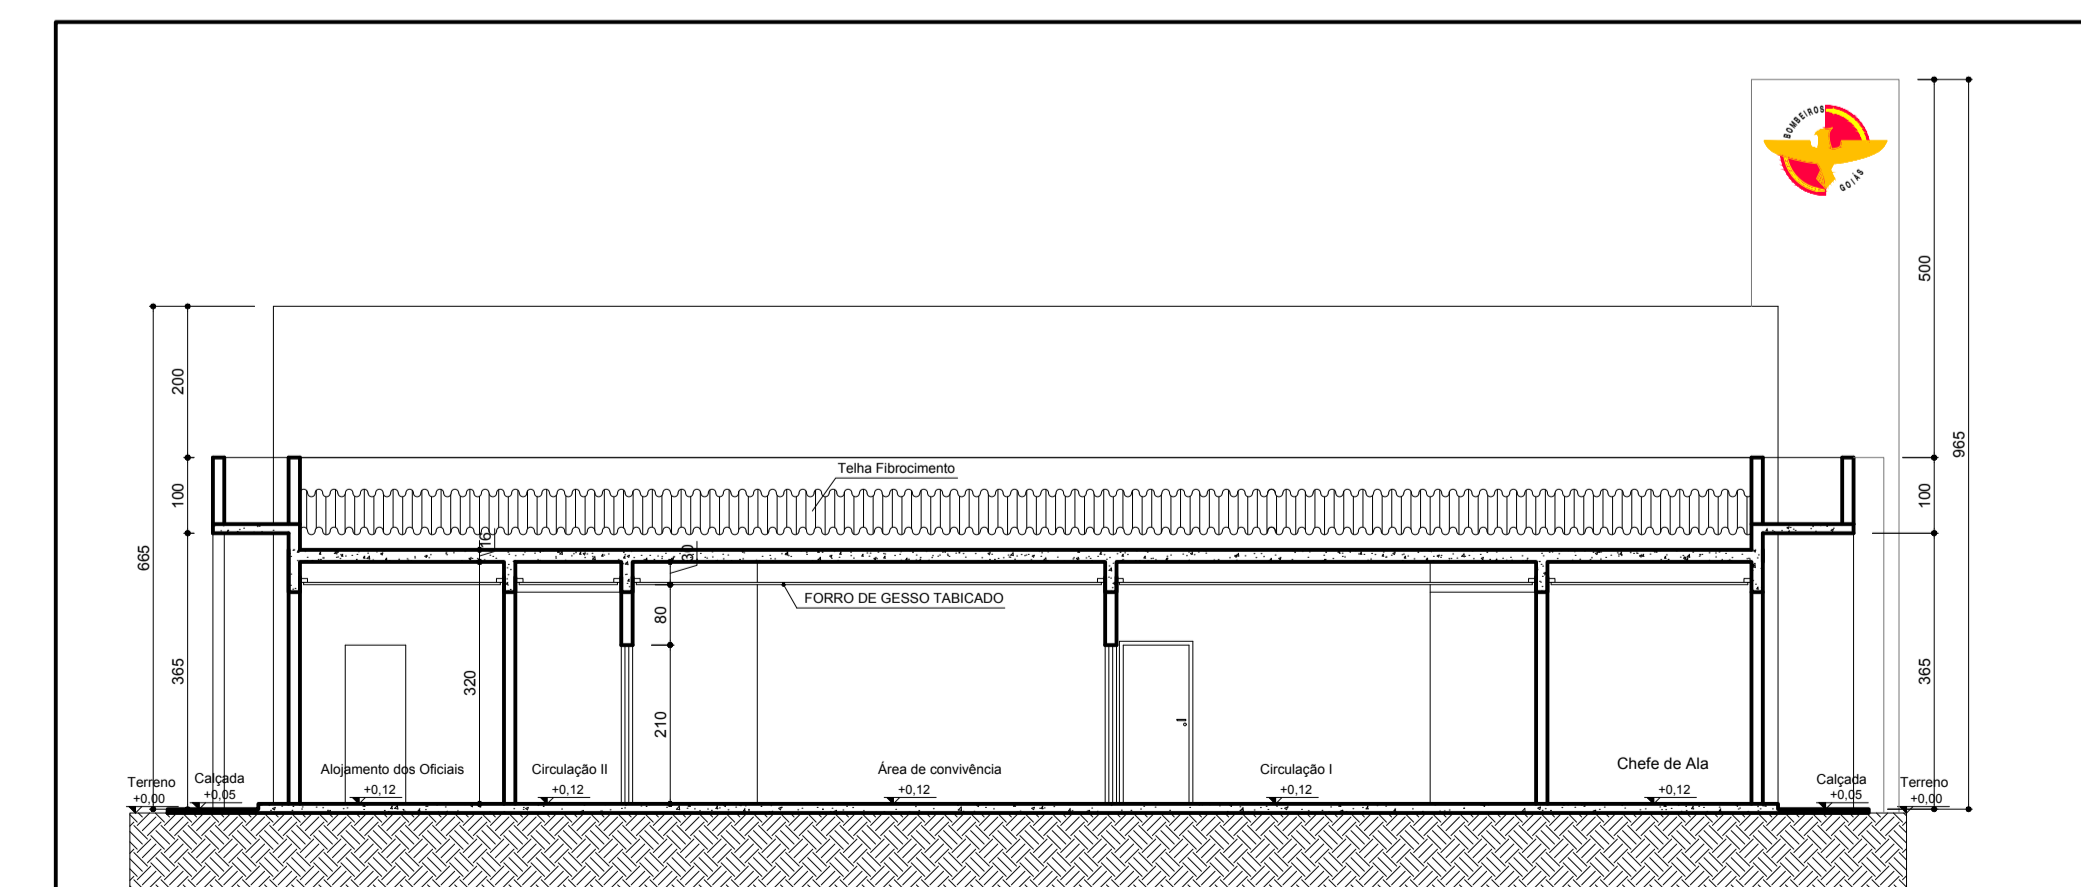 BOMBEIROS
GOIÁS
500
965
200
100
100
Telha Fibrocimento
16
30
665
FORRO DE GESSO TABICADO
80
365
320
210
365
Alojamento dos Oficiais
Circulação II
Área de convivência
Circulação I
Chefe de Ala
Terreno
+0,00
Calçada
+0,05
+0,12
+0,12
+0,12
+0,12
+0,12
Calçada
+0,05
Terreno
+0,00